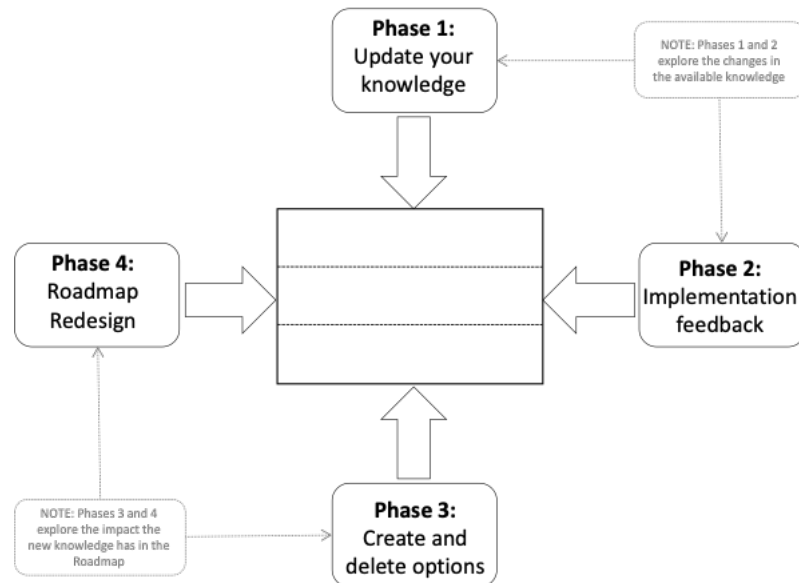 Phase 1:
Update your
knowledge
NOTE: Phases 1 and 2
explore the changes in
the available knowledge
Phase 4:
Roadmap
Redesign
Phase 2:
Implementation
feedback
NOTE: Phases 3 and 4
explore the impact the
new knowledge has in the
Roadmap
Phase 3:
Create and
delete options